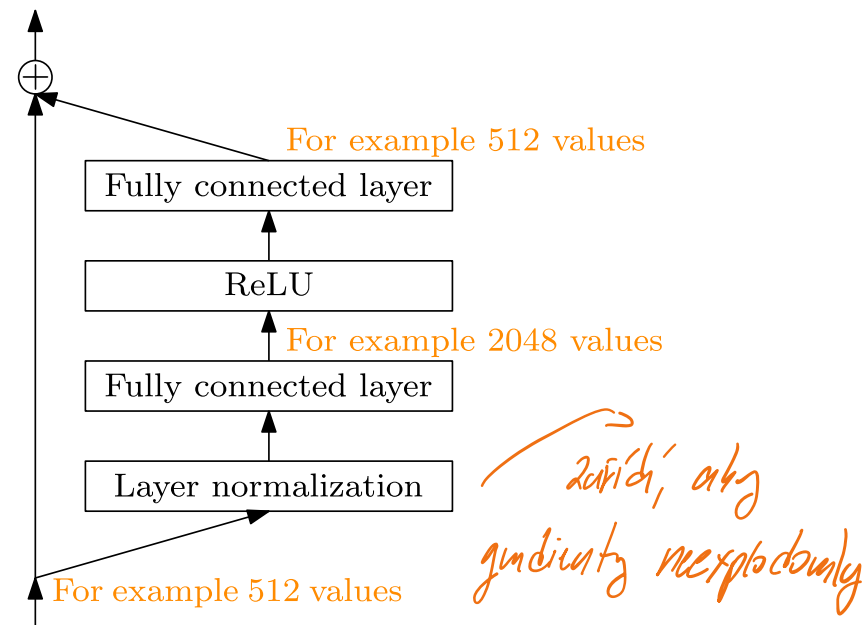 For example 512 values
Fully connected layer
ReLU
For example 2048 values
Fully connected layer
Layer normalization
zařídí, aby
gradienty neexplodovaly
For example 512 values